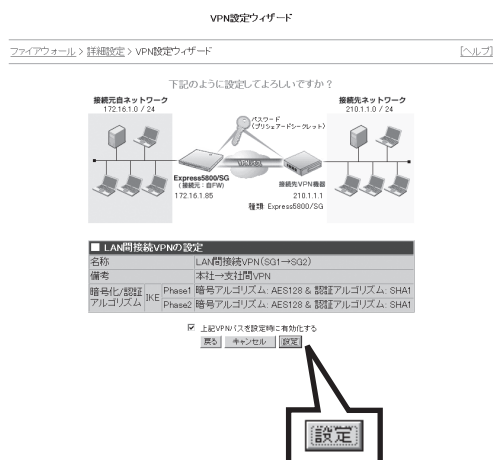 VPN設定ウィザード
ファイアウォール > 詳細設定 > VPN設定ウィザード [ヘルプ]
下記のように設定してよろしいですか？
接続元自ネットワーク
172.16.1.0 / 24
接続先ネットワーク
210.1.1.0 / 24
パスワード
(プリシェアードシークレット)
VPNパス
Express5800/SG
(接続元：自FW)
172.16.1.85
接続先VPN機器
210.1.1.1
種類: Express5800/SG
■ LAN間接続VPNの設定
名称 LAN間接続VPN(SG1→SG2)
備考 本社→支社間VPN
暗号化/認証アルゴリズム IKE Phase1 暗号アルゴリズム: AES128 & 認証アルゴリズム: SHA1
Phase2 暗号アルゴリズム: AES128 & 認証アルゴリズム: SHA1
上記VPNパスを設定時に有効化する
戻る キャンセル 設定
設定